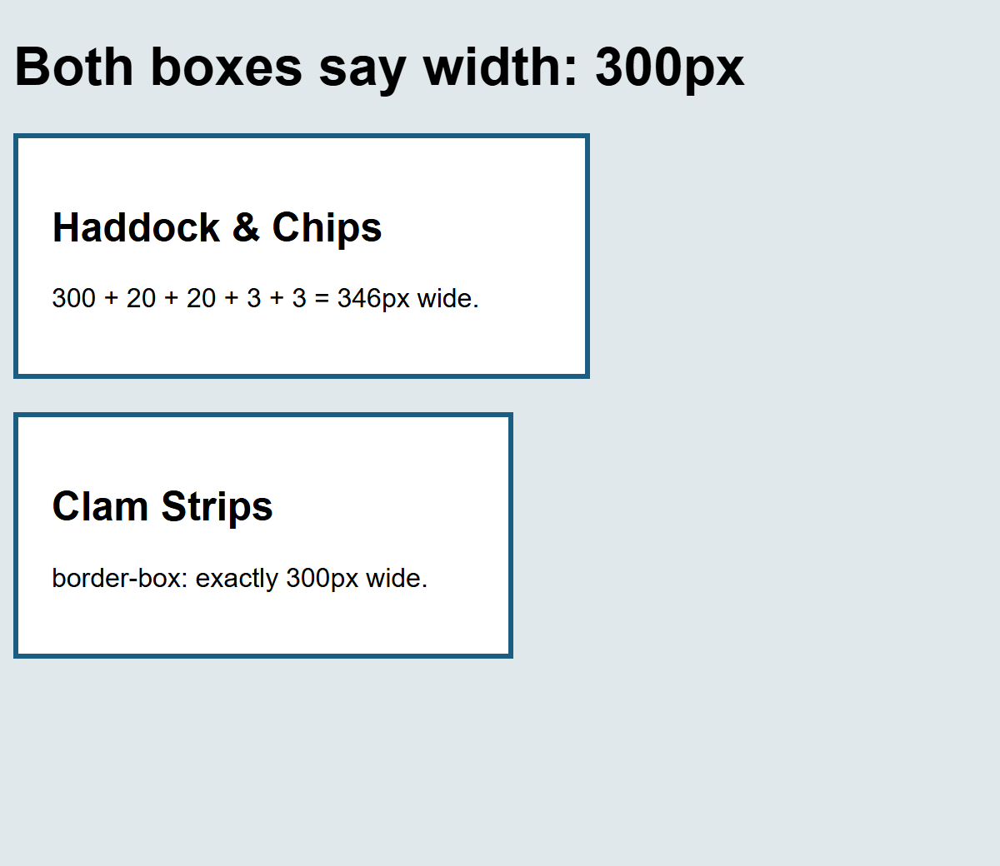 Both boxes say width: 300px
Haddock & Chips
300 + 20 + 20 + 3 + 3 = 346px wide.
Clam Strips
border-box: exactly 300px wide.